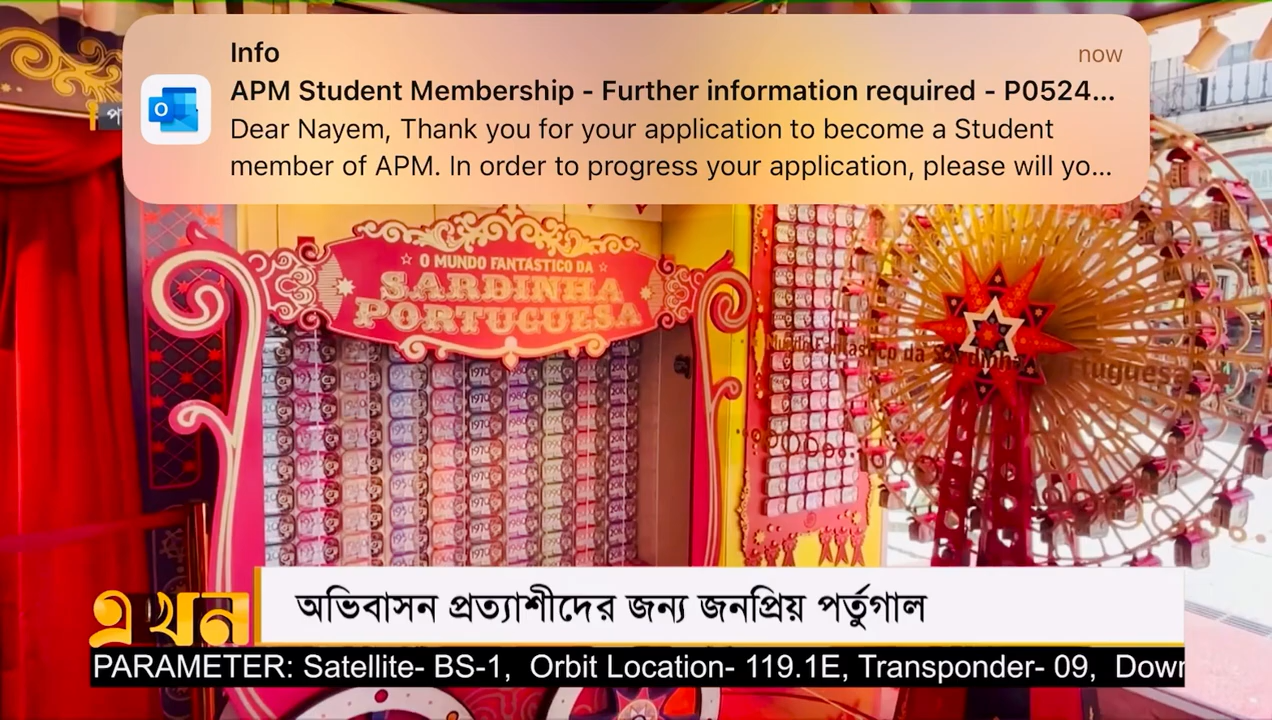 Info
now
APM Student Membership - Further information required - P0524...
Dear Nayem, Thank you for your application to become a Student
member of APM. In order to progress your application, please will yo...
O MUNDO FANTÁSTICO DA
SARDINHA
PORTUGUESA
এখন
অভিবাসন প্রত্যাশীদের জন্য জনপ্রিয় পর্তুগাল
PARAMETER: Satellite- BS-1, Orbit Location- 119.1E, Transponder- 09, Down